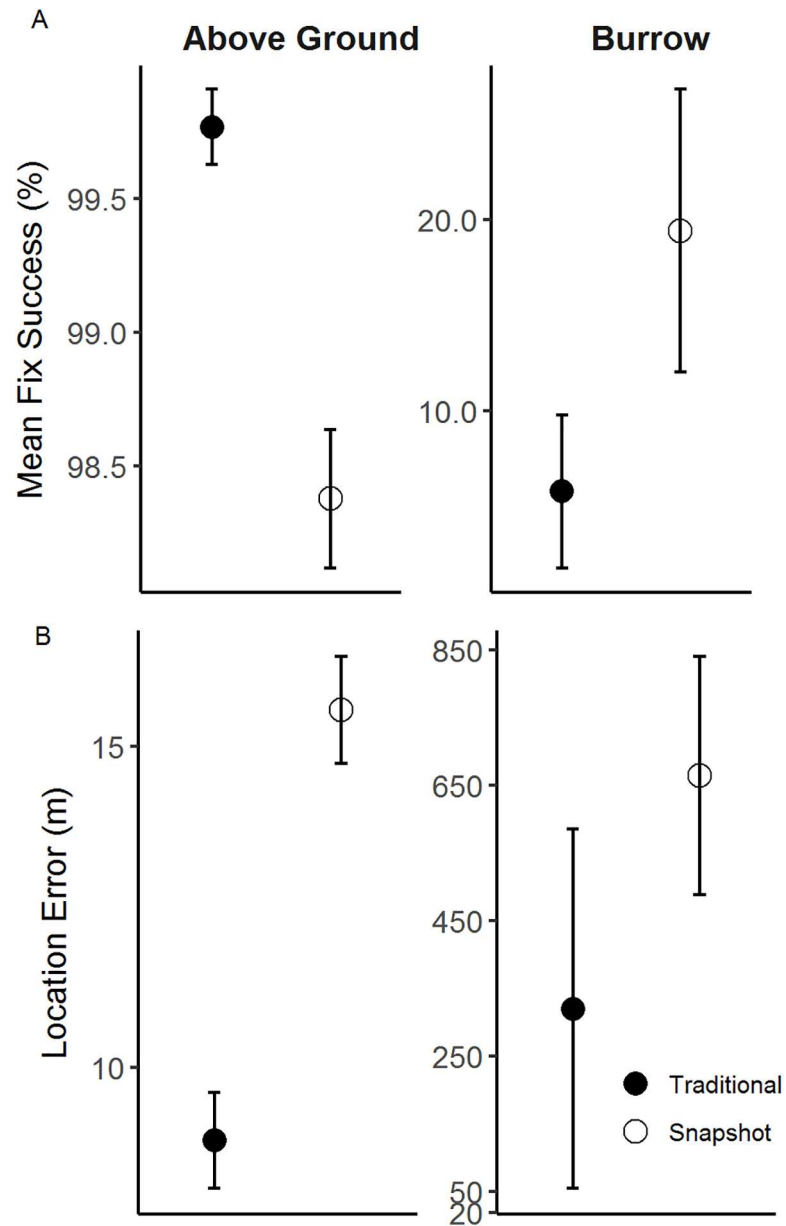 A
Above Ground
Burrow
Mean Fix Success (%)
99.5
99.0
98.5
20.0
10.0
B
Location Error (m)
15
10
850
650
450
250
50
20
Traditional
Snapshot